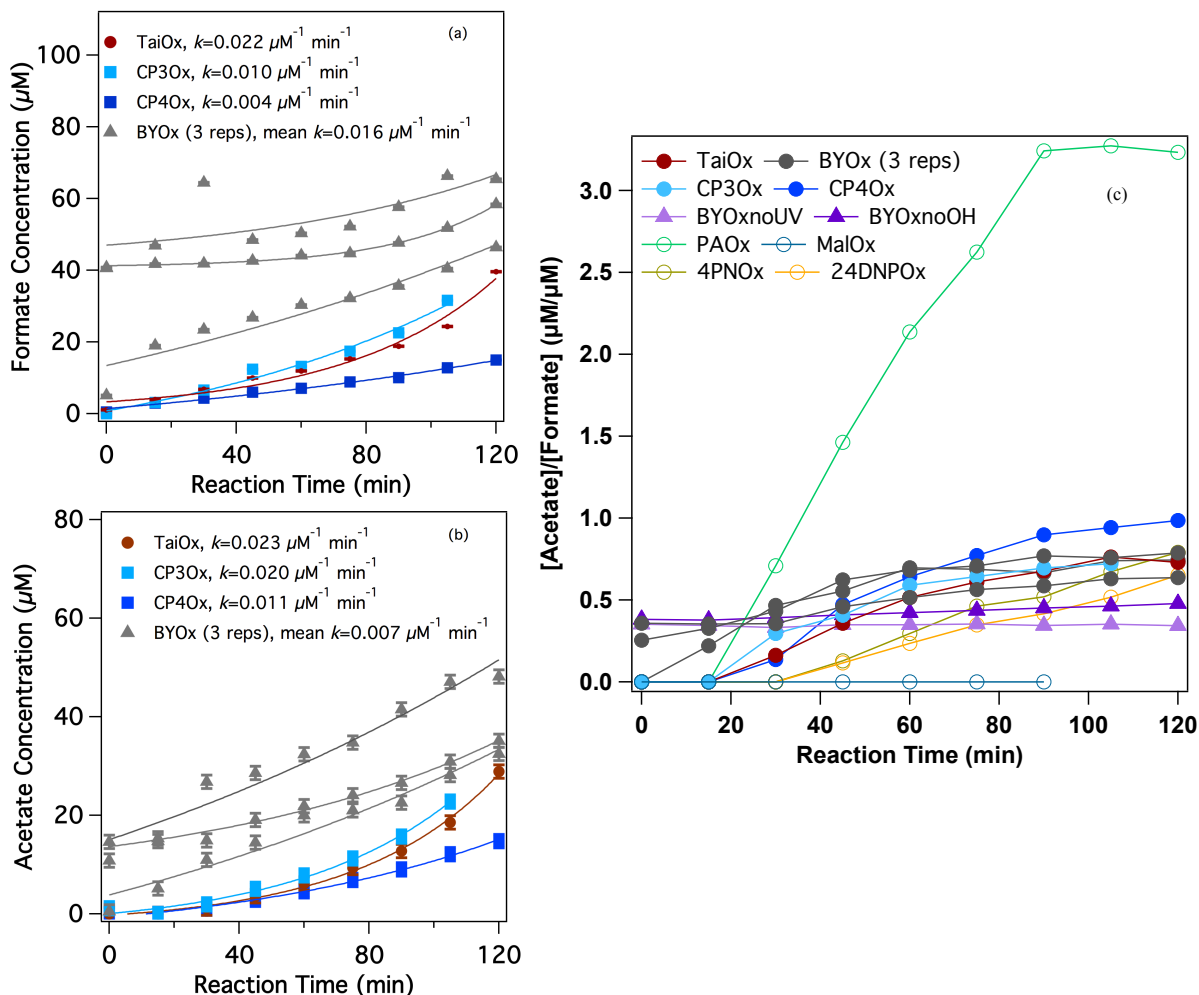 (a)
TaiOx, k=0.022 µM⁻¹ min⁻¹
CP3Ox, k=0.010 µM⁻¹ min⁻¹
CP4Ox, k=0.004 µM⁻¹ min⁻¹
BYOx (3 reps), mean k=0.016 µM⁻¹ min⁻¹
Formate Concentration (µM)
100
80
60
40
20
0
0
40
80
120
Reaction Time (min)
(b)
TaiOx, k=0.023 µM⁻¹ min⁻¹
CP3Ox, k=0.020 µM⁻¹ min⁻¹
CP4Ox, k=0.011 µM⁻¹ min⁻¹
BYOx (3 reps), mean k=0.007 µM⁻¹ min⁻¹
Acetate Concentration (µM)
80
60
40
20
0
0
40
80
120
Reaction Time (min)
(c)
TaiOx BYOx (3 reps)
CP3Ox CP4Ox
BYOxnoUV BYOxnoOH
PAOx MalOx
4PNOx 24DNPOx
[Acetate]/[Formate] (µM/µM)
3.0
2.5
2.0
1.5
1.0
0.5
0.0
0
20
40
60
80
100
120
Reaction Time (min)